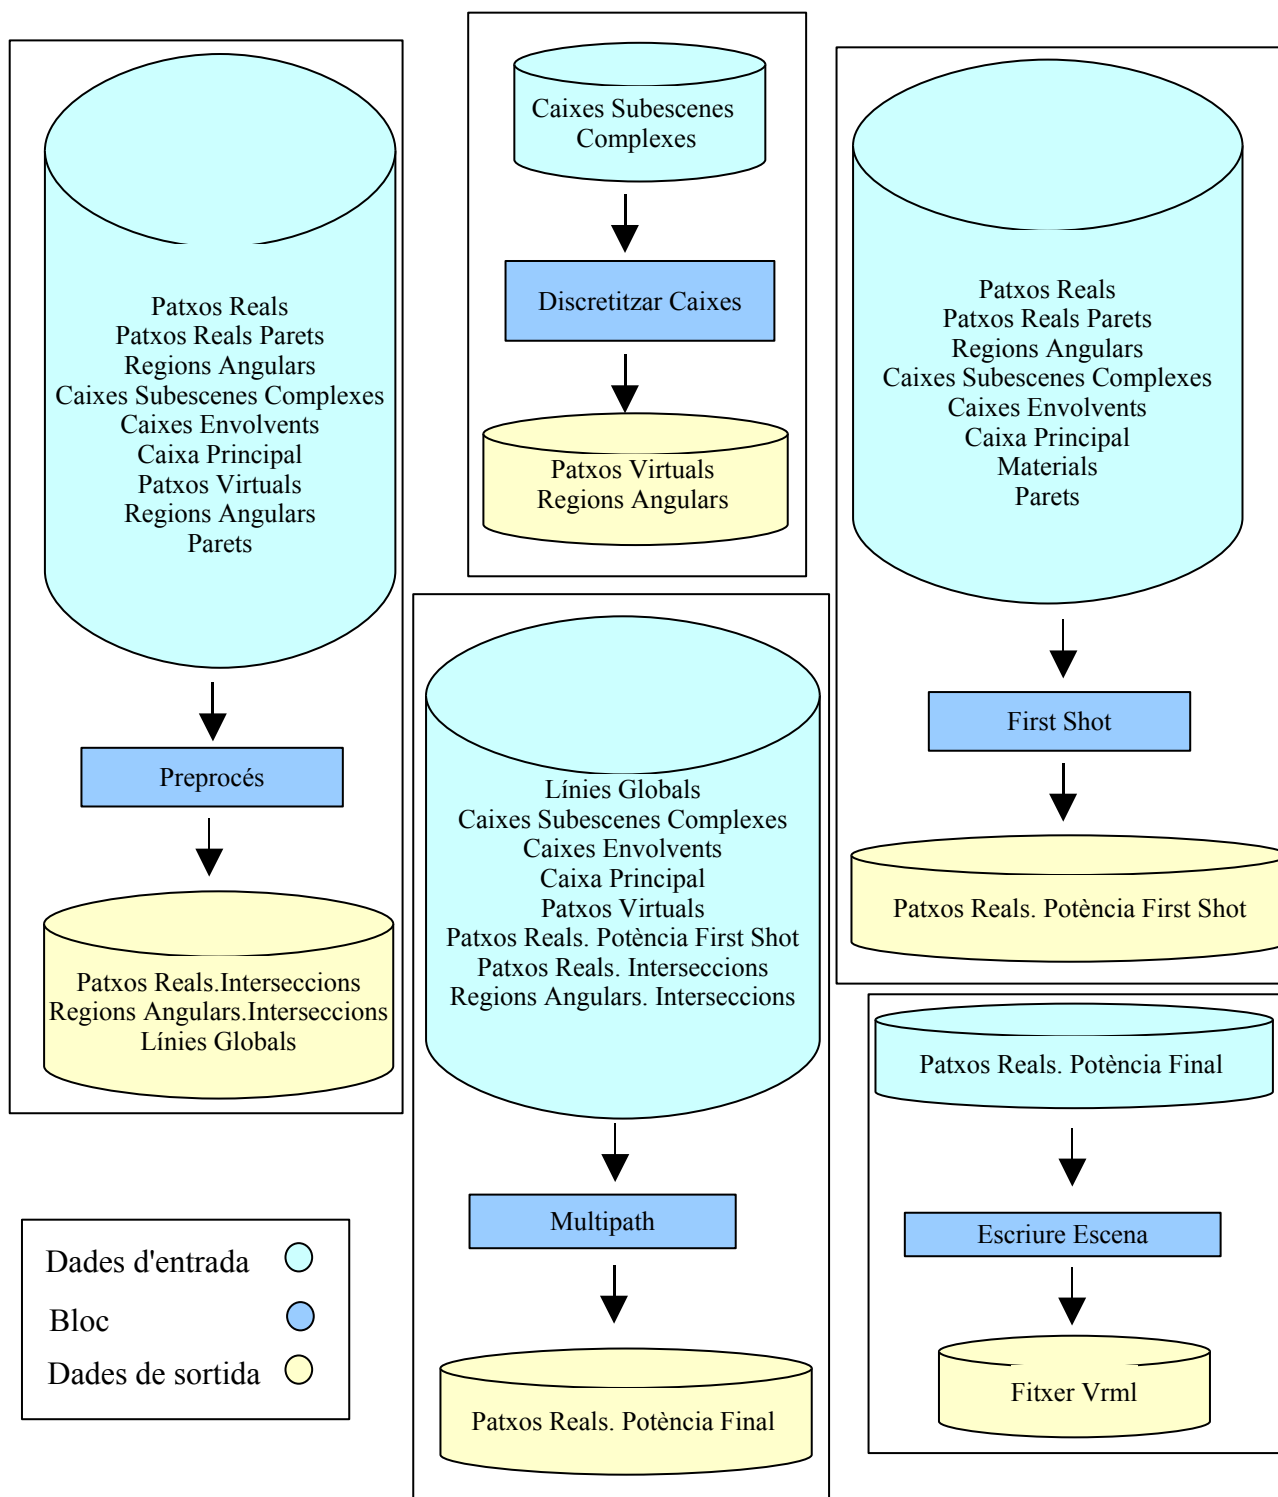 Patxos Reals
Patxos Reals Parets
Regions Angulars
Caixes Subescenes Complexes
Caixes Envolvents
Caixa Principal
Patxos Virtuals
Regions Angulars
Parets
Preprocés
Patxos Reals.Interseccions
Regions Angulars.Interseccions
Línies Globals
Caixes Subescenes
Complexes
Discretitzar Caixes
Patxos Virtuals
Regions Angulars
Patxos Reals
Patxos Reals Parets
Regions Angulars
Caixes Subescenes Complexes
Caixes Envolvents
Caixa Principal
Materials
Parets
First Shot
Patxos Reals. Potència First Shot
Línies Globals
Caixes Subescenes Complexes
Caixes Envolvents
Caixa Principal
Patxos Virtuals
Patxos Reals. Potència First Shot
Patxos Reals. Interseccions
Regions Angulars. Interseccions
Multipath
Patxos Reals. Potència Final
Patxos Reals. Potència Final
Escriure Escena
Fitxer Vrml
Dades d'entrada
Bloc
Dades de sortida